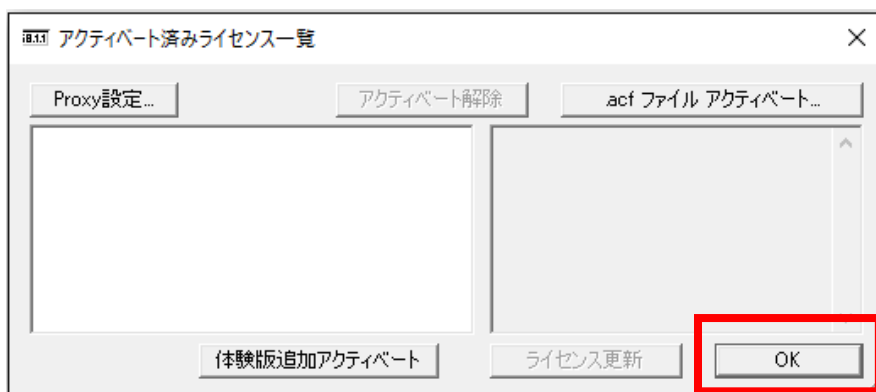 i8.1.1 アクティベート済みライセンス一覧
Proxy設定... アクティベート解除 .acf ファイル アクティベート...
体験版追加アクティベート ライセンス更新 OK